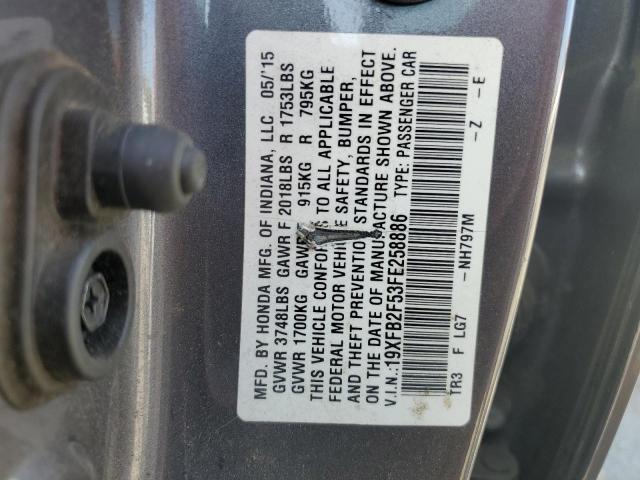 MFD. BY HONDA MFG. OF INDIANA, LLC 05/'15
GVWR 3748LBS GAWR F 2018LBS R 1753LBS
GVWR 1700KG GAWR 915KG R 795KG
THIS VEHICLE CONFORMS TO ALL APPLICABLE
FEDERAL MOTOR VEHICLE SAFETY, BUMPER,
AND THEFT PREVENTION STANDARDS IN EFFECT
ON THE DATE OF MANUFACTURE SHOWN ABOVE.
V.I.N.:19XFB2F53FE258886 TYPE: PASSENGER CAR
TR3 F LG7 -NH797M -Z -E